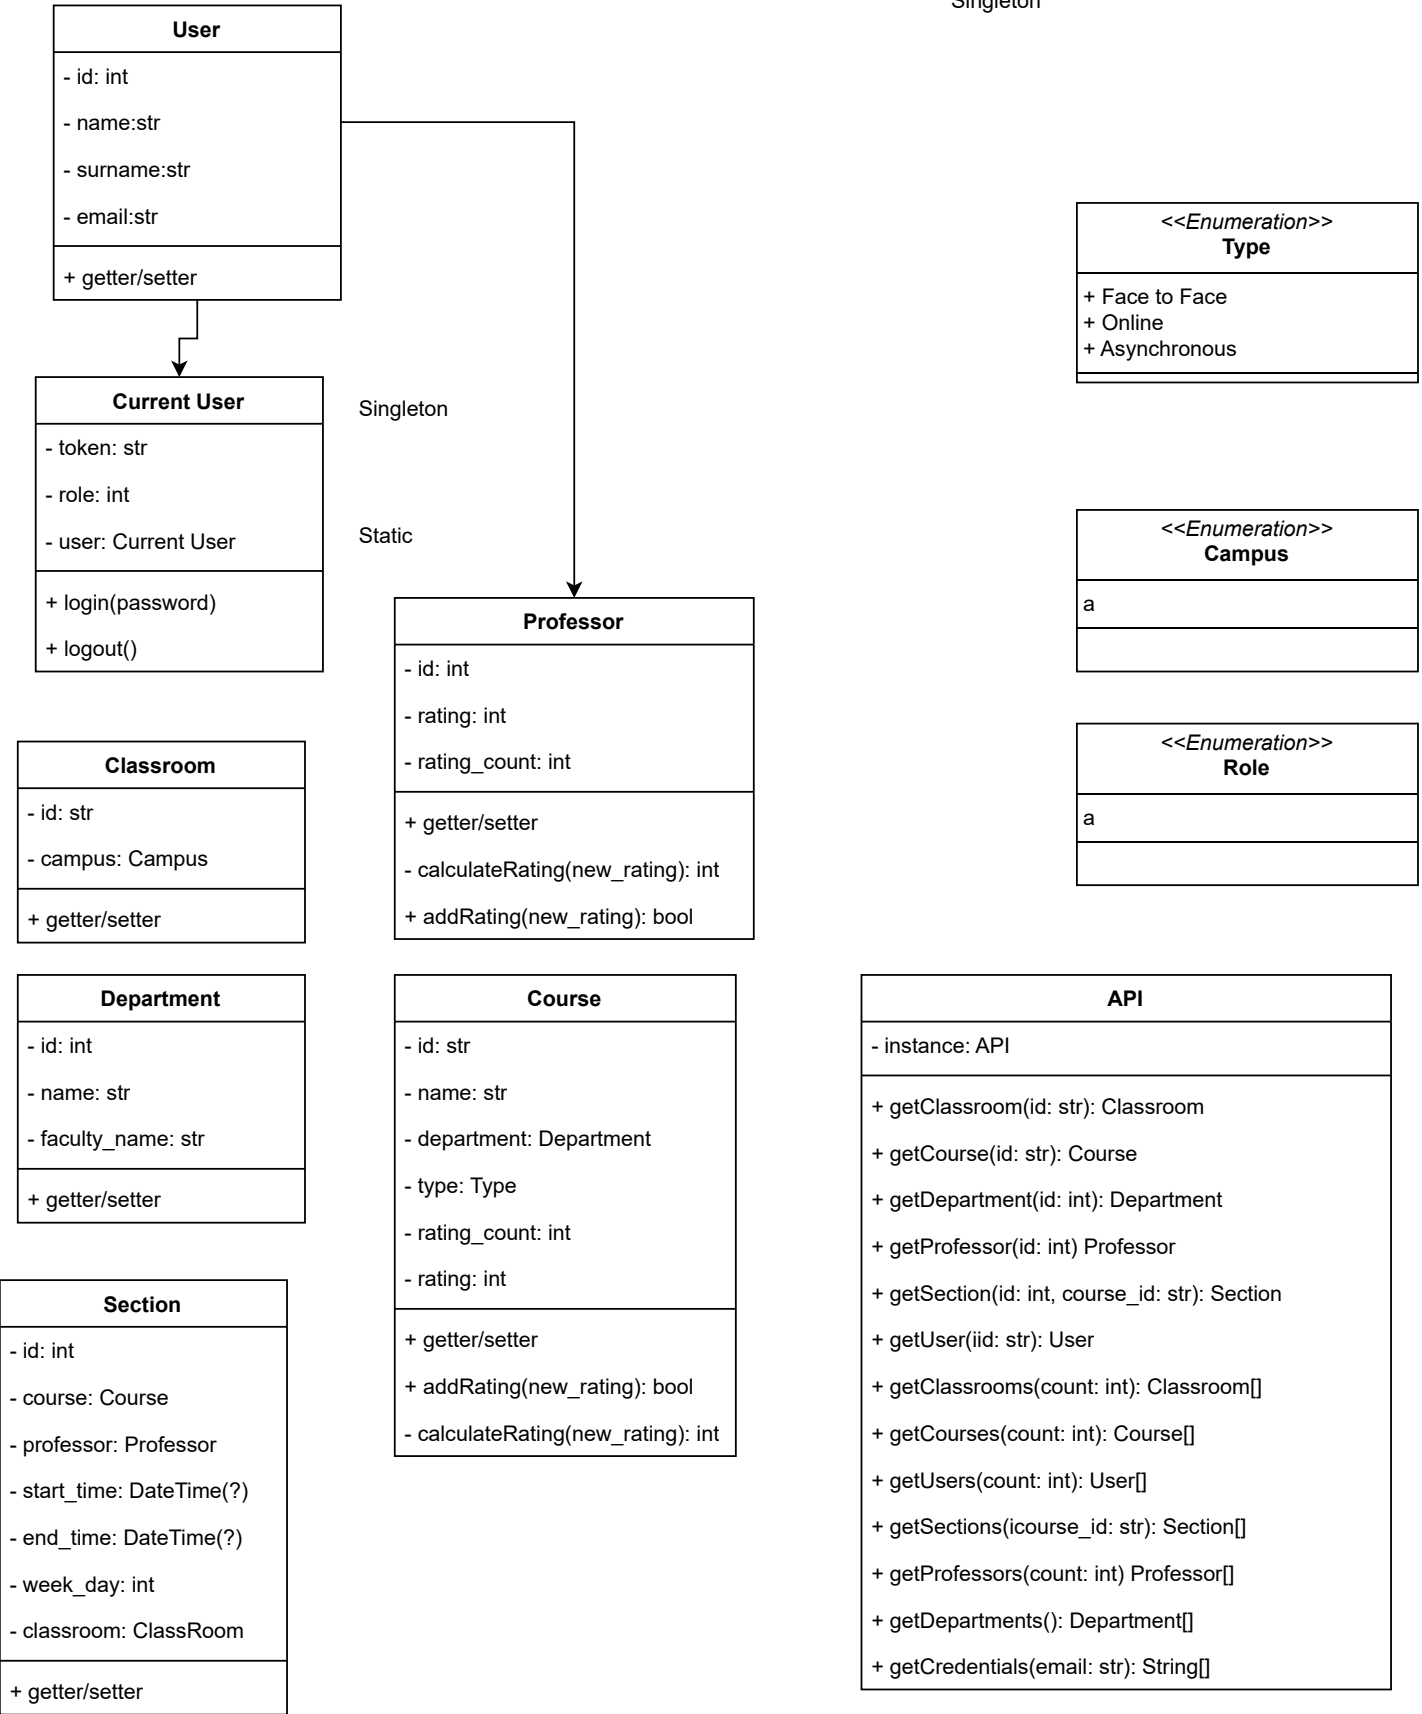 Singleton
User
- id: int
- name:str
- surname:str
- email:str
+ getter/setter
<<Enumeration>>
Type
+ Face to Face
+ Online
+ Asynchronous
Current User
- token: str
- role: int
- user: Current User
+ login(password)
+ logout()
Singleton
Static
<<Enumeration>>
Campus
a
Professor
- id: int
- rating: int
- rating_count: int
+ getter/setter
- calculateRating(new_rating): int
+ addRating(new_rating): bool
<<Enumeration>>
Role
a
Classroom
- id: str
- campus: Campus
+ getter/setter
Department
- id: int
- name: str
- faculty_name: str
+ getter/setter
Course
- id: str
- name: str
- department: Department
- type: Type
- rating_count: int
- rating: int
+ getter/setter
+ addRating(new_rating): bool
- calculateRating(new_rating): int
API
- instance: API
+ getClassroom(id: str): Classroom
+ getCourse(id: str): Course
+ getDepartment(id: int): Department
+ getProfessor(id: int) Professor
+ getSection(id: int, course_id: str): Section
+ getUser(iid: str): User
+ getClassrooms(count: int): Classroom[]
+ getCourses(count: int): Course[]
+ getUsers(count: int): User[]
+ getSections(icourse_id: str): Section[]
+ getProfessors(count: int) Professor[]
+ getDepartments(): Department[]
+ getCredentials(email: str): String[]
Section
- id: int
- course: Course
- professor: Professor
- start_time: DateTime(?)
- end_time: DateTime(?)
- week_day: int
- classroom: ClassRoom
+ getter/setter